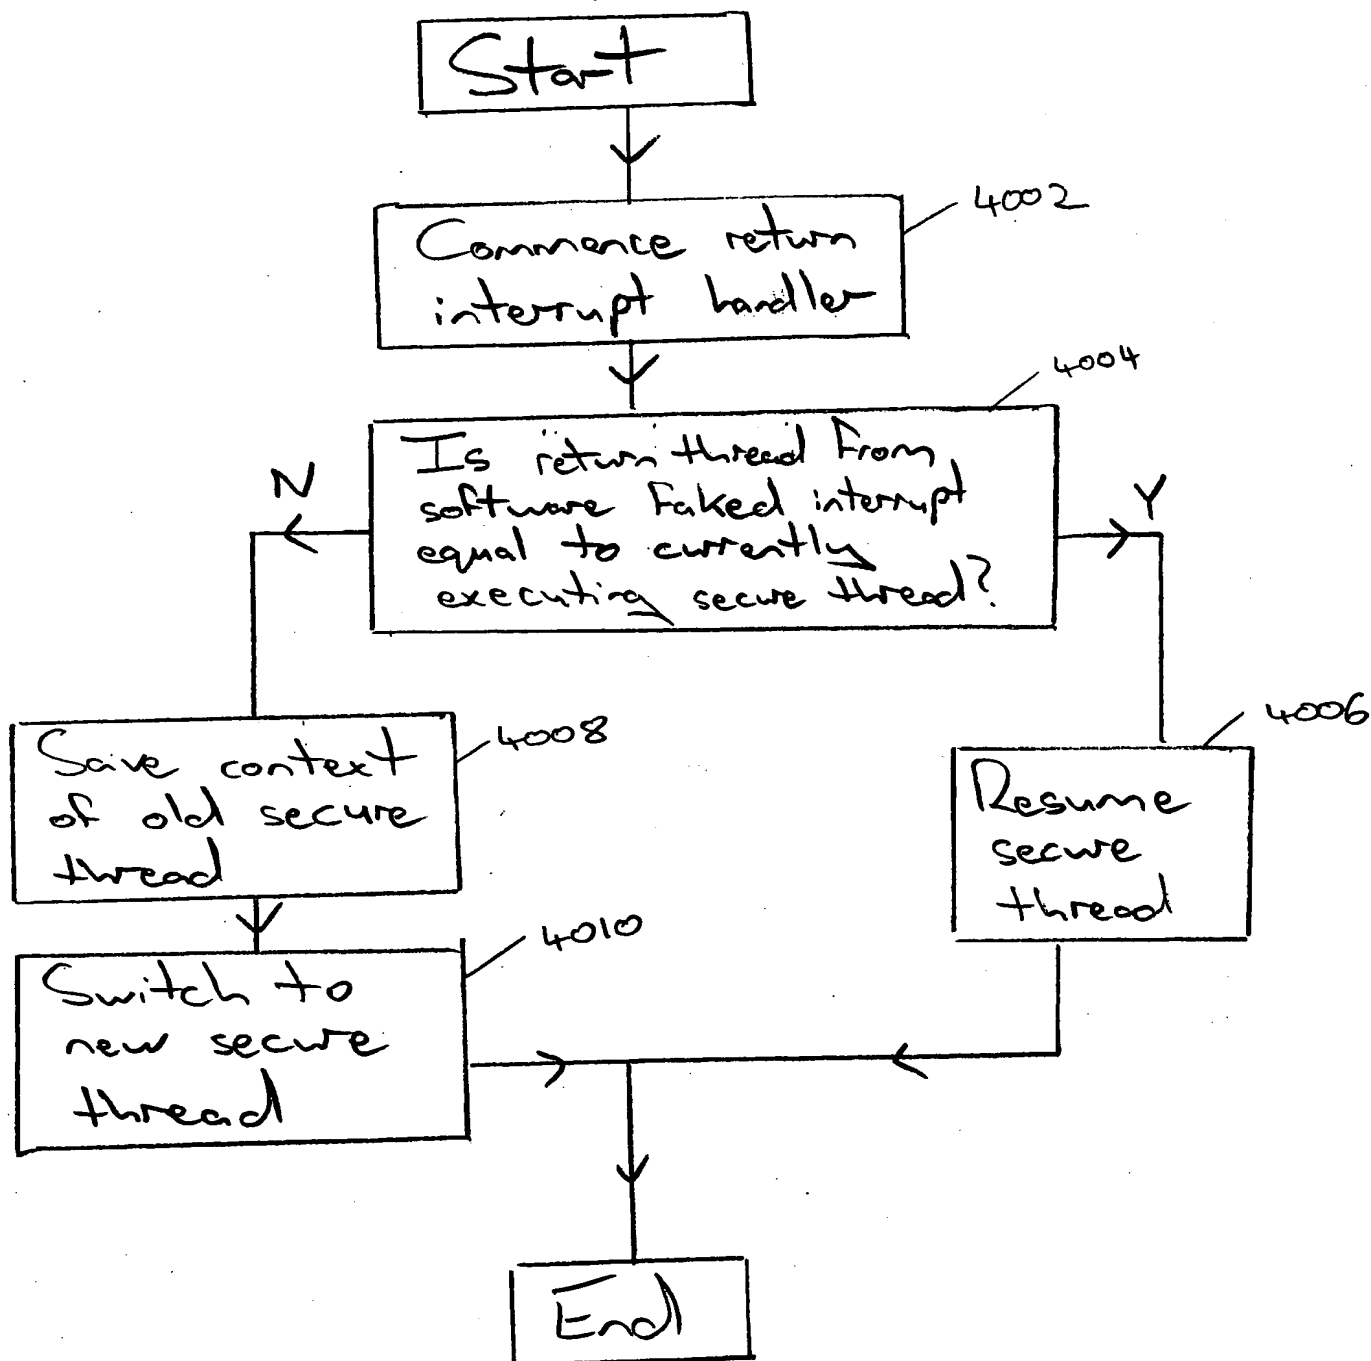 Start
4002
Commence return
interrupt handler
4004
Is "return" thread from
software faked interrupt
equal to currently
executing secure thread?
N
Y
4008
Save context
of old secure
thread
4006
Resume
secure
thread
4010
Switch to
new secure
thread
End